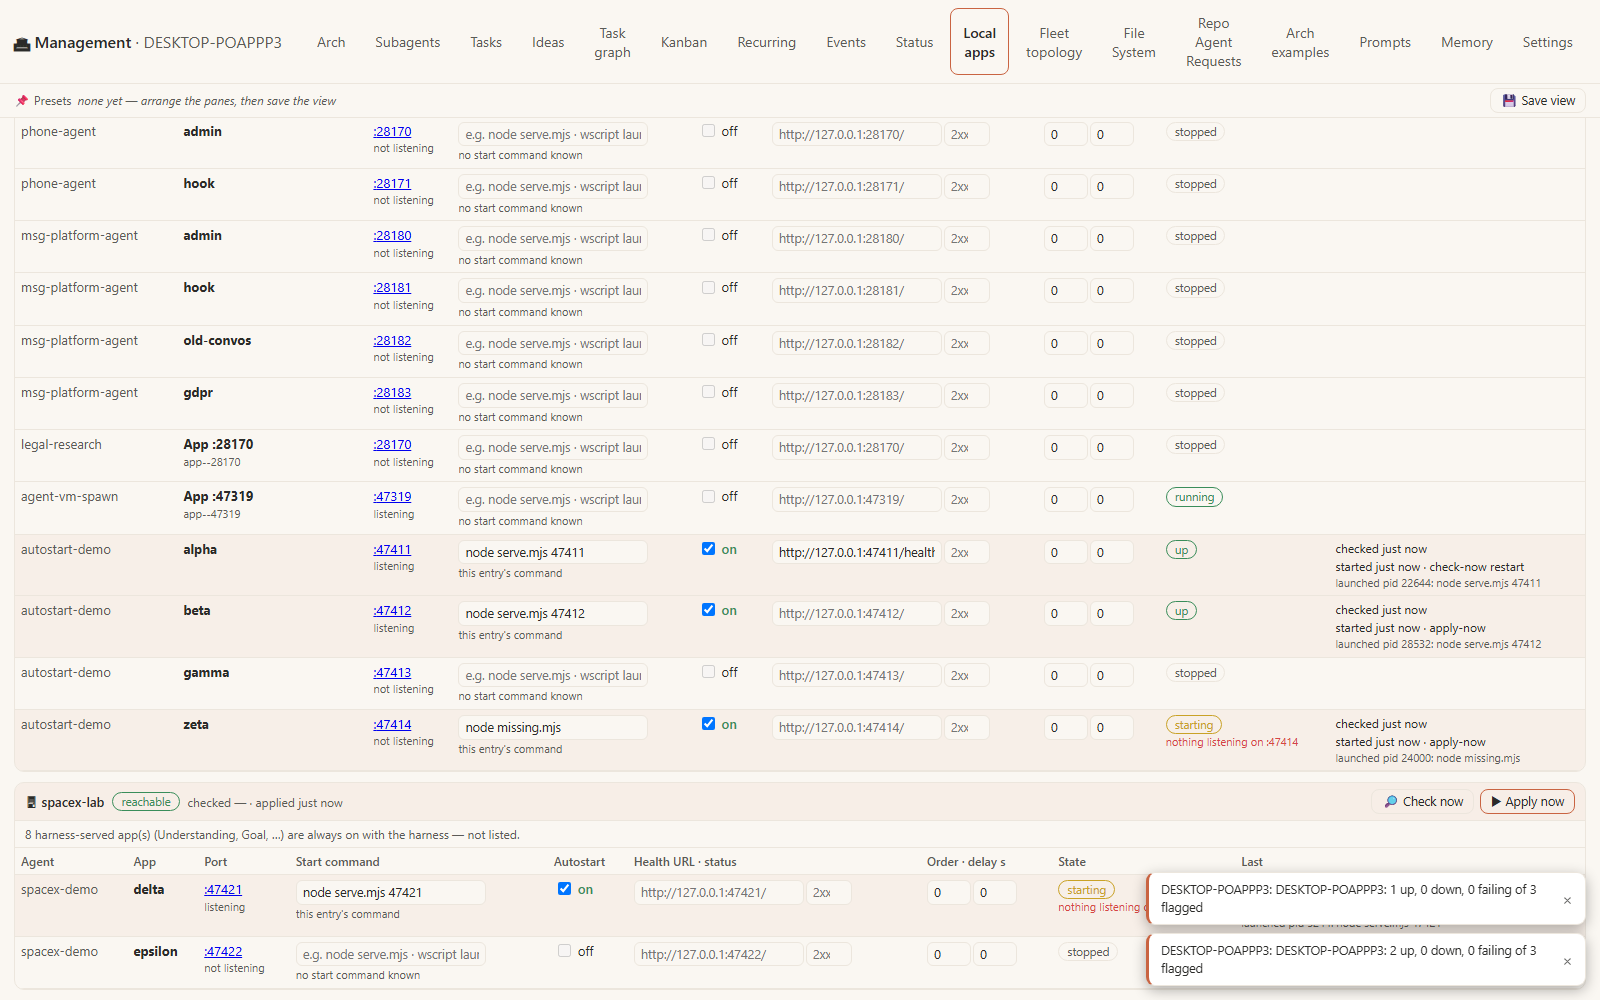 Management · DESKTOP-POAPPP3 Arch Subagents Tasks Ideas Task graph Kanban Recurring Events Status Local apps Fleet topology File System Repo Agent Requests Arch examples Prompts Memory Settings
Presets none yet — arrange the panes, then save the view Save view
phone-agent admin :28170 e.g. node serve.mjs · wscript lau off http://127.0.0.1:28170/ 2xx 0 0 stopped
not listening no start command known
phone-agent hook :28171 e.g. node serve.mjs · wscript lau off http://127.0.0.1:28171/ 2xx 0 0 stopped
not listening no start command known
msg-platform-agent admin :28180 e.g. node serve.mjs · wscript lau off http://127.0.0.1:28180/ 2xx 0 0 stopped
not listening no start command known
msg-platform-agent hook :28181 e.g. node serve.mjs · wscript lau off http://127.0.0.1:28181/ 2xx 0 0 stopped
not listening no start command known
msg-platform-agent old-convos :28182 e.g. node serve.mjs · wscript lau off http://127.0.0.1:28182/ 2xx 0 0 stopped
not listening no start command known
msg-platform-agent gdpr :28183 e.g. node serve.mjs · wscript lau off http://127.0.0.1:28183/ 2xx 0 0 stopped
not listening no start command known
legal-research App :28170 :28170 e.g. node serve.mjs · wscript lau off http://127.0.0.1:28170/ 2xx 0 0 stopped
app--28170 not listening no start command known
agent-vm-spawn App :47319 :47319 e.g. node serve.mjs · wscript lau off http://127.0.0.1:47319/ 2xx 0 0 running
app--47319 listening no start command known
autostart-demo alpha :47411 node serve.mjs 47411 on http://127.0.0.1:47411/health 2xx 0 0 up checked just now
listening this entry's command started just now · check-now restart
launched pid 22644: node serve.mjs 47411
autostart-demo beta :47412 node serve.mjs 47412 on http://127.0.0.1:47412/ 2xx 0 0 up checked just now
listening this entry's command started just now · apply-now
launched pid 28532: node serve.mjs 47412
autostart-demo gamma :47413 e.g. node serve.mjs · wscript lau off http://127.0.0.1:47413/ 2xx 0 0 stopped
not listening no start command known
autostart-demo zeta :47414 node missing.mjs on http://127.0.0.1:47414/ 2xx 0 0 starting checked just now
not listening this entry's command nothing listening on :47414 started just now · apply-now
launched pid 24000: node missing.mjs
spacex-lab reachable checked — · applied just now Check now Apply now
8 harness-served app(s) (Understanding, Goal, ...) are always on with the harness — not listed.
Agent App Port Start command Autostart Health URL · status Order · delay s State Last
spacex-demo delta :47421 node serve.mjs 47421 on http://127.0.0.1:47421/ 2xx 0 0 starting
listening this entry's command nothing listening
spacex-demo epsilon :47422 e.g. node serve.mjs · wscript lau off http://127.0.0.1:47422/ 2xx 0 0 stopped
not listening no start command known
DESKTOP-POAPPP3: DESKTOP-POAPPP3: 1 up, 0 down, 0 failing of 3
flagged
DESKTOP-POAPPP3: DESKTOP-POAPPP3: 2 up, 0 down, 0 failing of 3
flagged